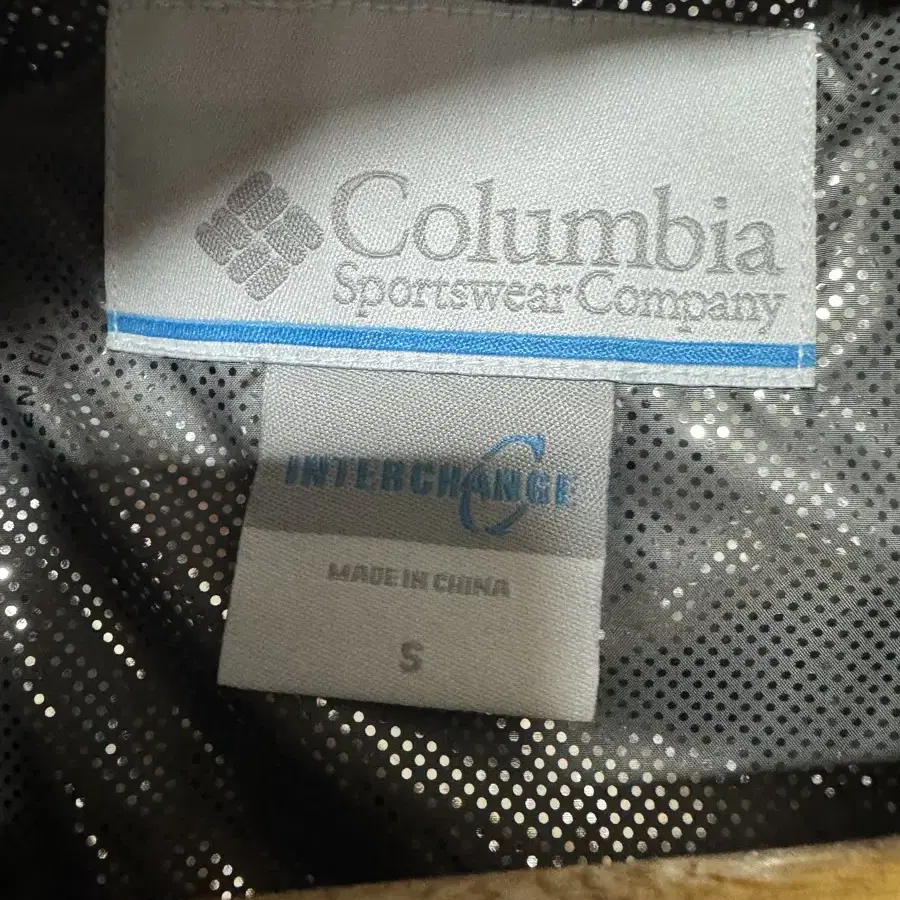 Columbia
Sportswear Company
INTERCHANGE
MADE IN CHINA
S